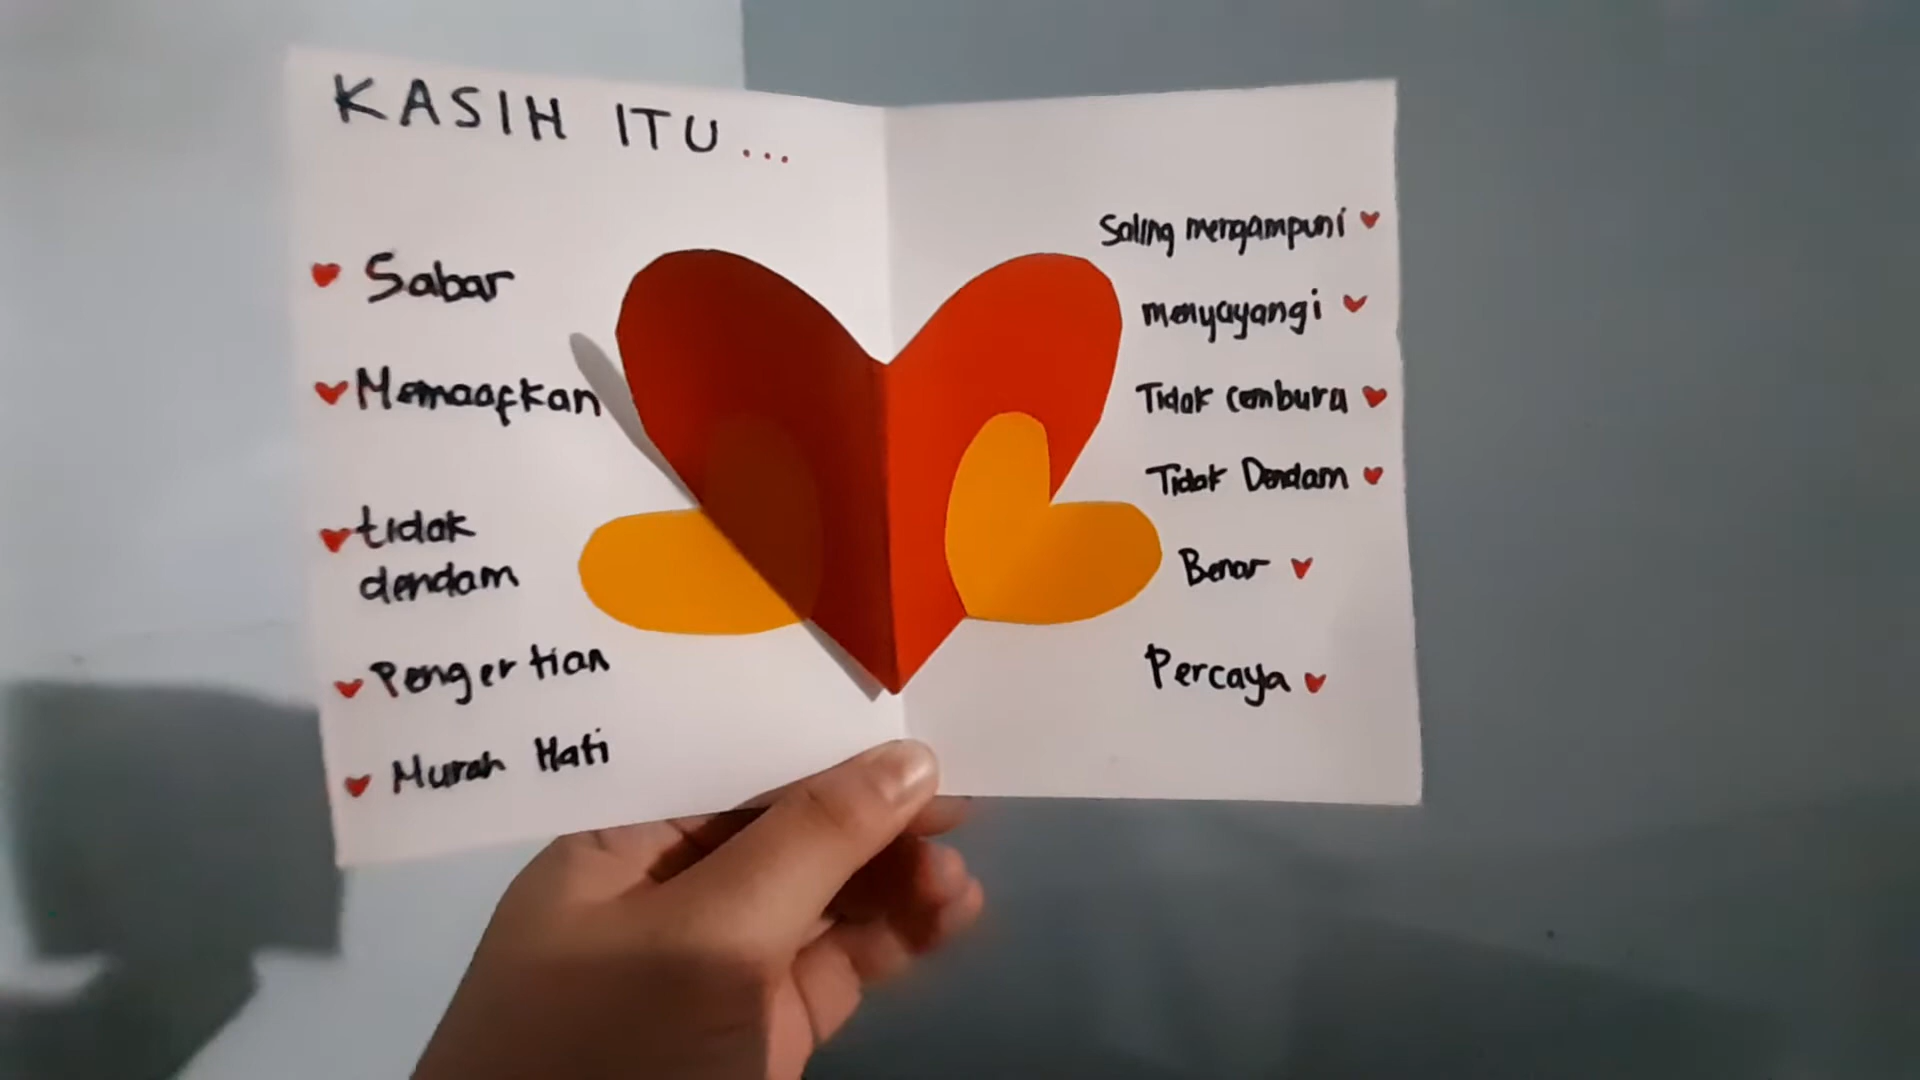 KASIH ITU...
Sabar
Memaafkan
tidak
dendam
Pengertian
Murah Hati
Saling mengampuni
menyayangi
Tidak cemburu
Tidak Dendam
Benar
Percaya